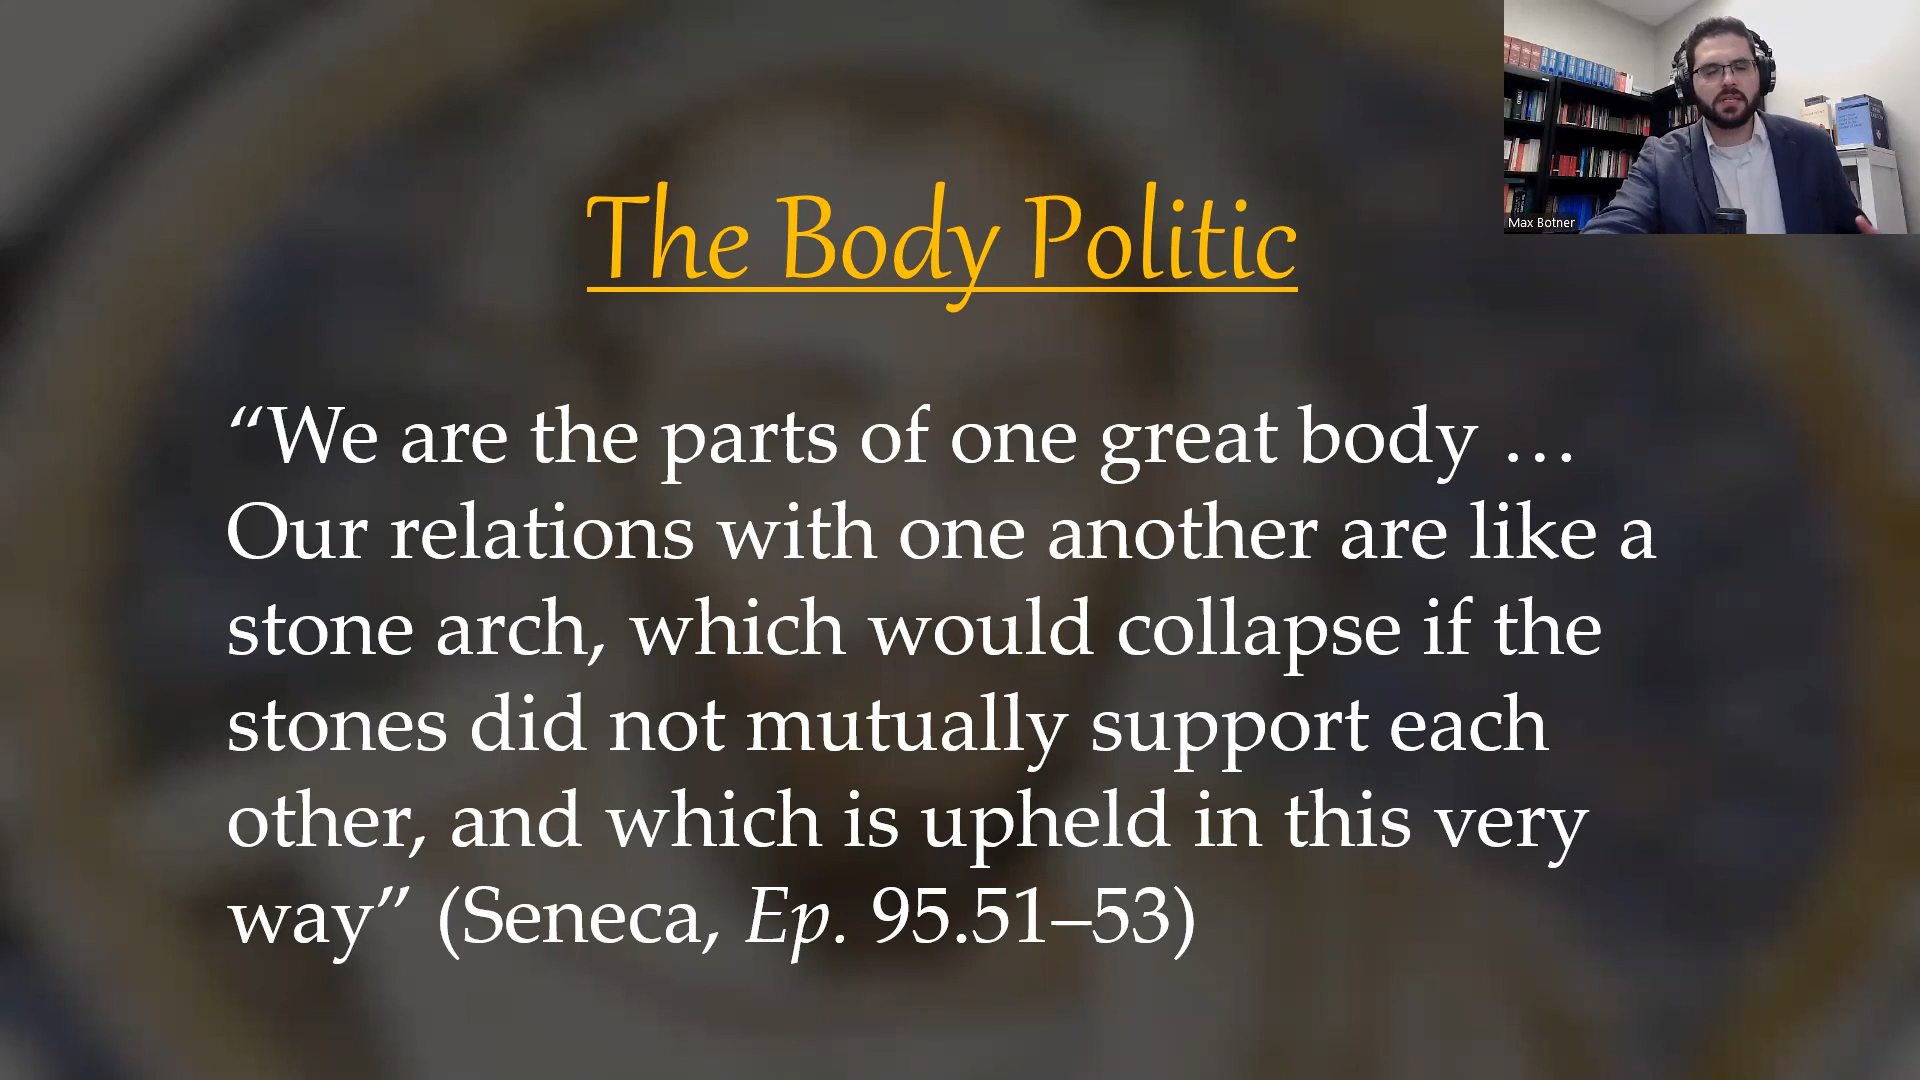 The Body Politic
“We are the parts of one great body …
Our relations with one another are like a
stone arch, which would collapse if the
stones did not mutually support each
other, and which is upheld in this very
way” (Seneca, Ep. 95.51–53)
Max Botner